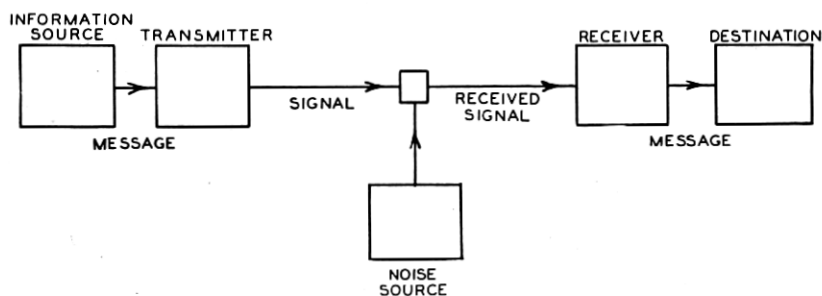 INFORMATION
SOURCE
TRANSMITTER
RECEIVER
DESTINATION
SIGNAL
RECEIVED
SIGNAL
MESSAGE
MESSAGE
NOISE
SOURCE